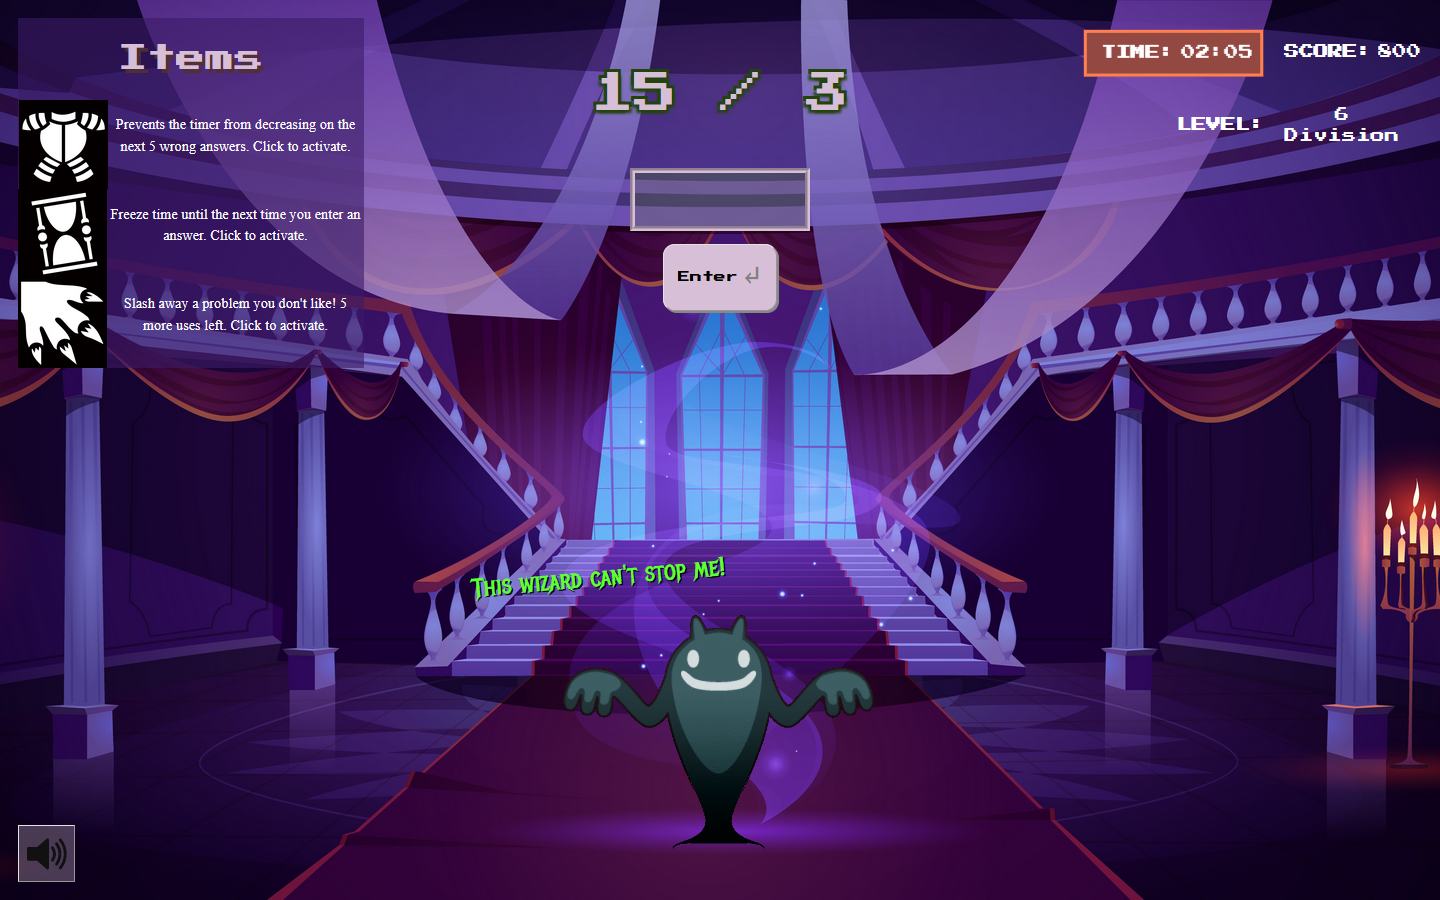 Items
Prevents the timer from decreasing on the
next 5 wrong answers. Click to activate.
Freeze time until the next time you enter an
answer. Click to activate.
Slash away a problem you don't like! 5
more uses left. Click to activate.
15 / 3
Enter
TIME: 02:05
SCORE: 800
LEVEL:
6
Division
This wizard can't stop me!